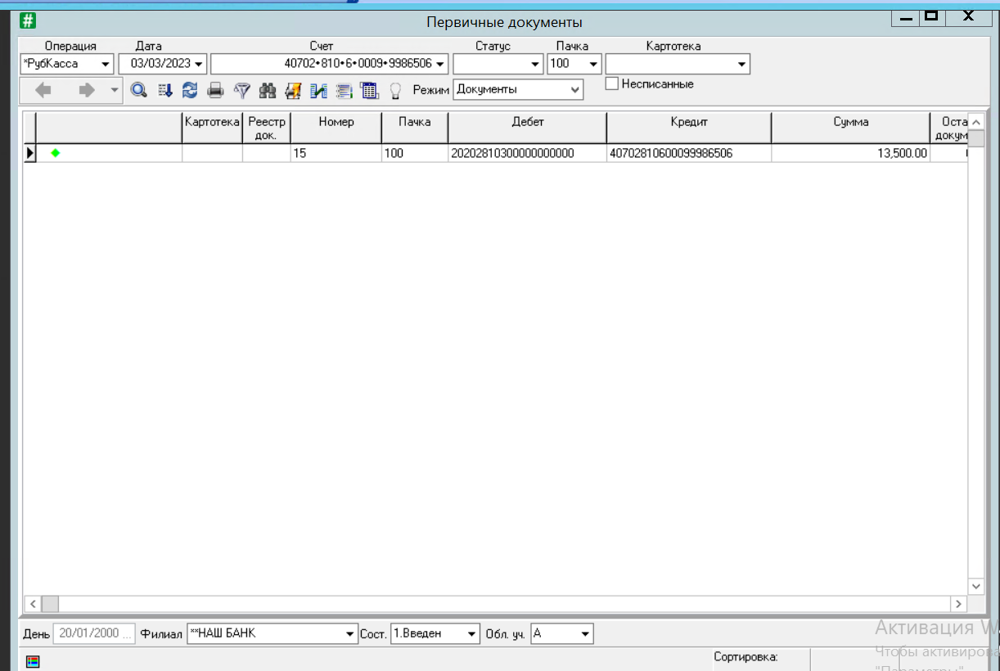 Первичные документы
Операция Дата Счет Статус Пачка Картотека
*РубКасса 03/03/2023 40702•810•6•0009•9986506 100
Режим Документы Несписанные
Картотека Реестр док. Номер Пачка Дебет Кредит Сумма Оста докум
15 100 20202810300000000000 40702810600099986506 13,500.00
День 20/01/2000 ... Филиал **НАШ БАНК Сост. 1.Введен Обл. уч. А
Активация W
Сортировка:
Чтобы активирова
"Параметры".